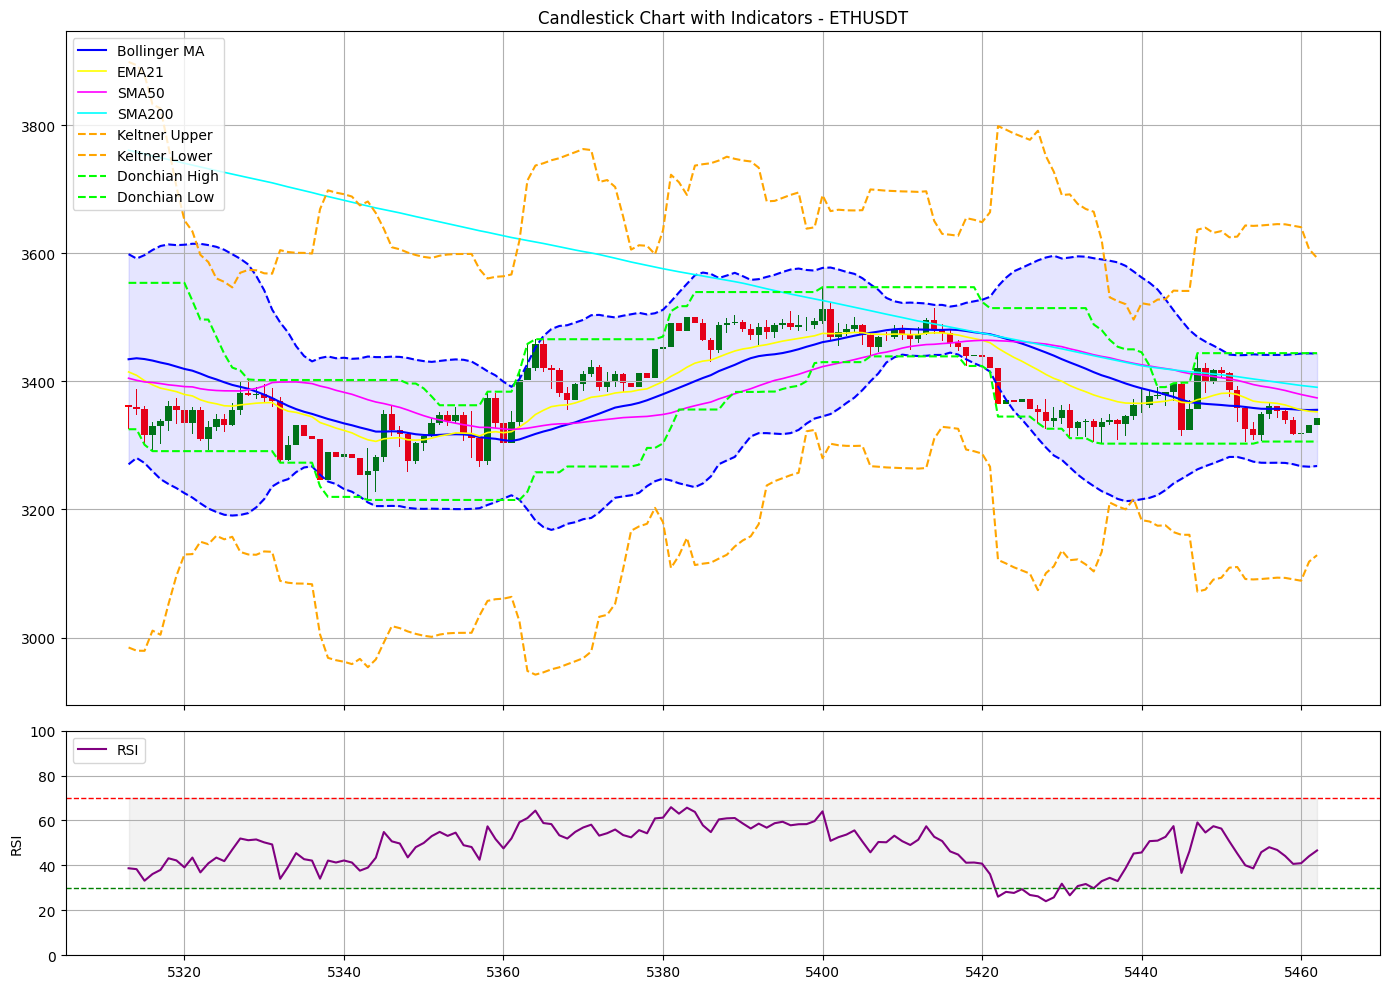 Candlestick Chart with Indicators - ETHUSDT
Bollinger MA
EMA21
SMA50
SMA200
Keltner Upper
Keltner Lower
Donchian High
Donchian Low
3800
3600
3400
3200
3000
RSI
100
80
60
40
20
0
RSI
5320 5340 5360 5380 5400 5420 5440 5460